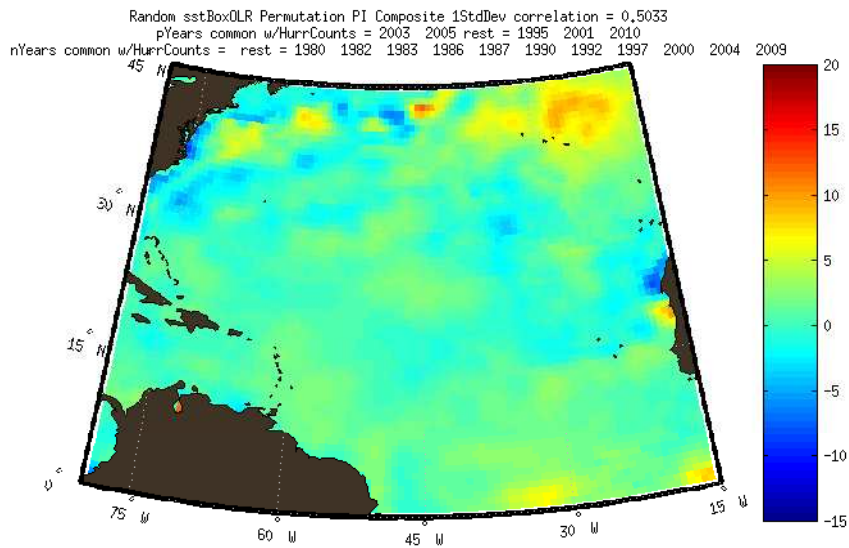 Random sstBoxOLR Permutation PI Composite 1StdDev correlation = 0.5033
pYears common w/HurrCounts = 2003 2005 rest = 1995 2001 2010
nYears common w/HurrCounts = rest = 1980 1982 1983 1986 1987 1990 1992 1997 2000 2004 2009
45 ° N
30 ° N
15 ° N
0 °
75 ° W
60 ° W
45 ° W
30 ° W
15 ° W
20
15
10
5
0
-5
-10
-15